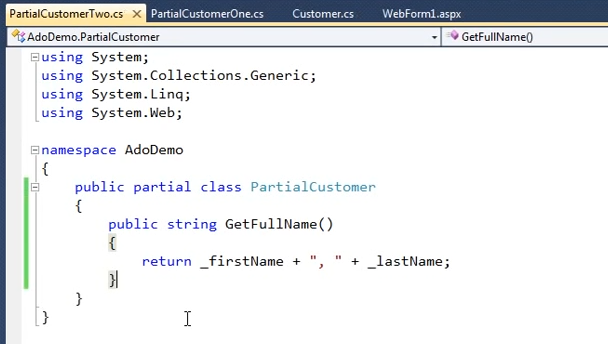 PartialCustomerTwo.cs PartialCustomerOne.cs Customer.cs WebForm1.aspx
AdoDemo.PartialCustomer GetFullName()
using System;
using System.Collections.Generic;
using System.Linq;
using System.Web;
namespace AdoDemo
{
public partial class PartialCustomer
{
public string GetFullName()
{
return _firstName + ", " + _lastName;
}
}
}